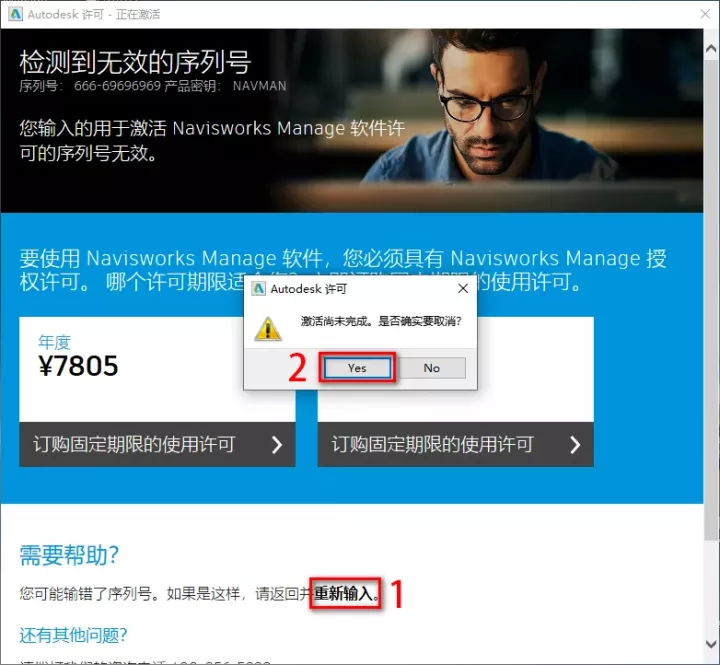 Autodesk 许可 - 正在激活
检测到无效的序列号
序列号： 666-69696969 产品密钥： NAVMAN
您输入的用于激活 Navisworks Manage 软件许
可的序列号无效。
要使用 Navisworks Manage 软件，您必须具有 Navisworks Manage 授
权许可。 哪个许可期限适
的使用许可。
Autodesk 许可
激活尚未完成。是否确实要取消?
2
Yes
No
年度
¥7805
订购固定期限的使用许可
订购固定期限的使用许可
需要帮助?
您可能输错了序列号。如果是这样，请返回并重新输入。
1
还有其他问题?